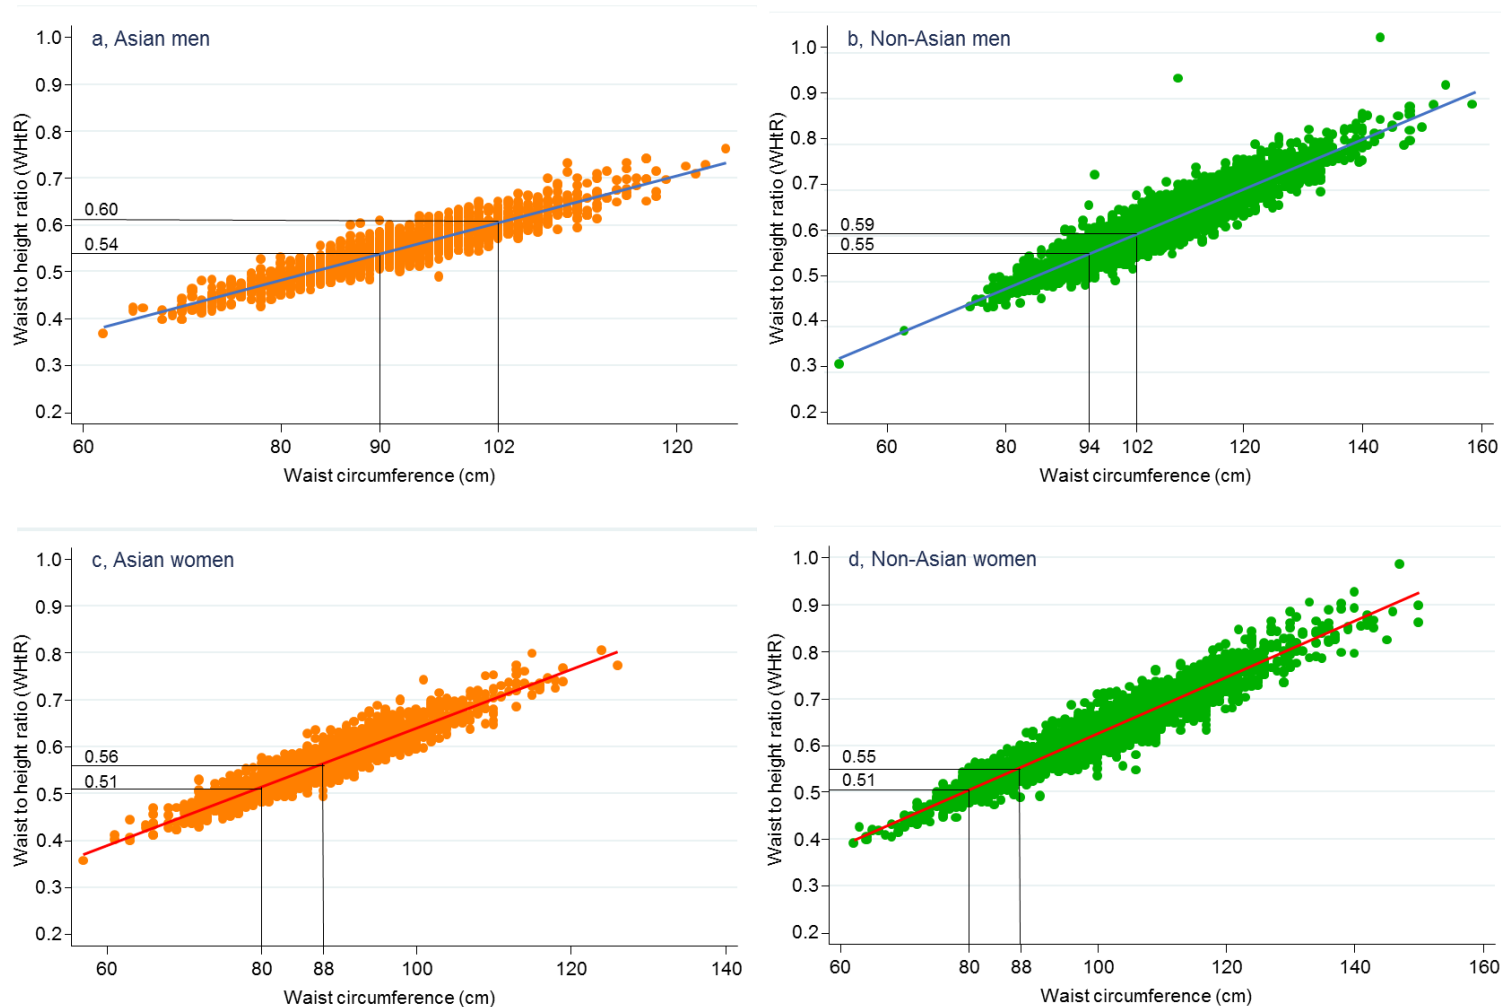 a, Asian men
1.0
0.9
0.8
0.7
0.6
0.5
0.4
0.3
0.2
0.60
0.54
Waist to height ratio (WHtR)
60 80 90 102 120
Waist circumference (cm)
b, Non-Asian men
1.0
0.9
0.8
0.7
0.6
0.5
0.4
0.3
0.2
0.59
0.55
Waist to height ratio (WHtR)
60 80 94 102 120 140 160
Waist circumference (cm)
c, Asian women
1.0
0.9
0.8
0.7
0.6
0.5
0.4
0.3
0.2
0.56
0.51
Waist to height ratio (WHtR)
60 80 88 100 120 140
Waist circumference (cm)
d, Non-Asian women
1.0
0.9
0.8
0.7
0.6
0.5
0.4
0.3
0.2
0.55
0.51
Waist to height ratio (WHtR)
60 80 88 100 120 140 160
Waist circumference (cm)